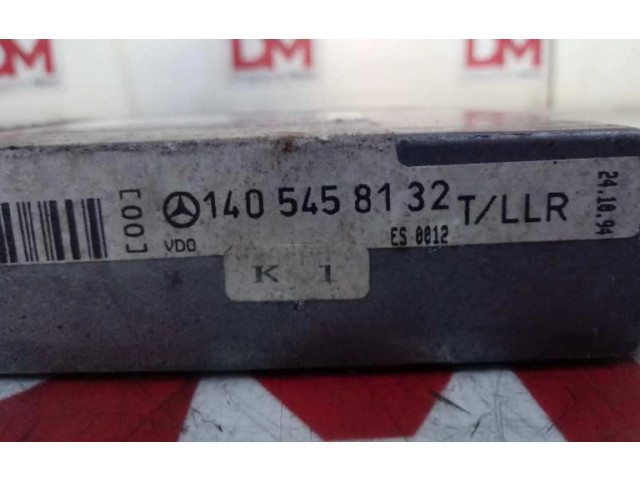 DM DM DM
[00]
140 545 81 32 T/LLR
24.10.94
VDO
ES 0012
K 1